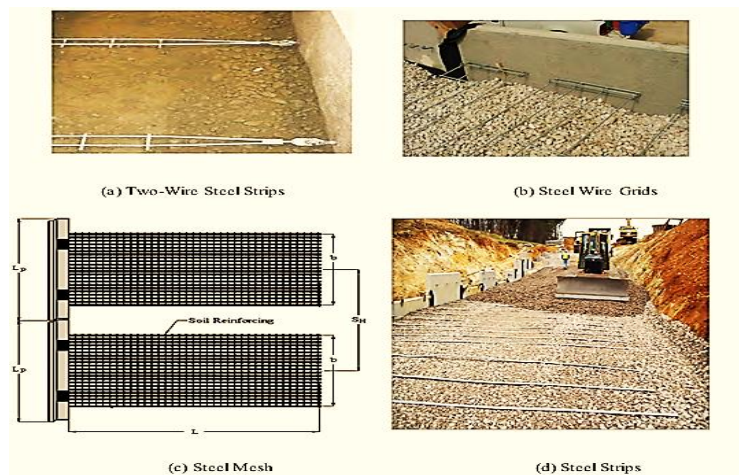 (a) Two-Wire Steel Strips
(b) Steel Wire Grids
Lp
b
Soil Reinforcing
SH
Lp
b
L
(c) Steel Mesh
(d) Steel Strips